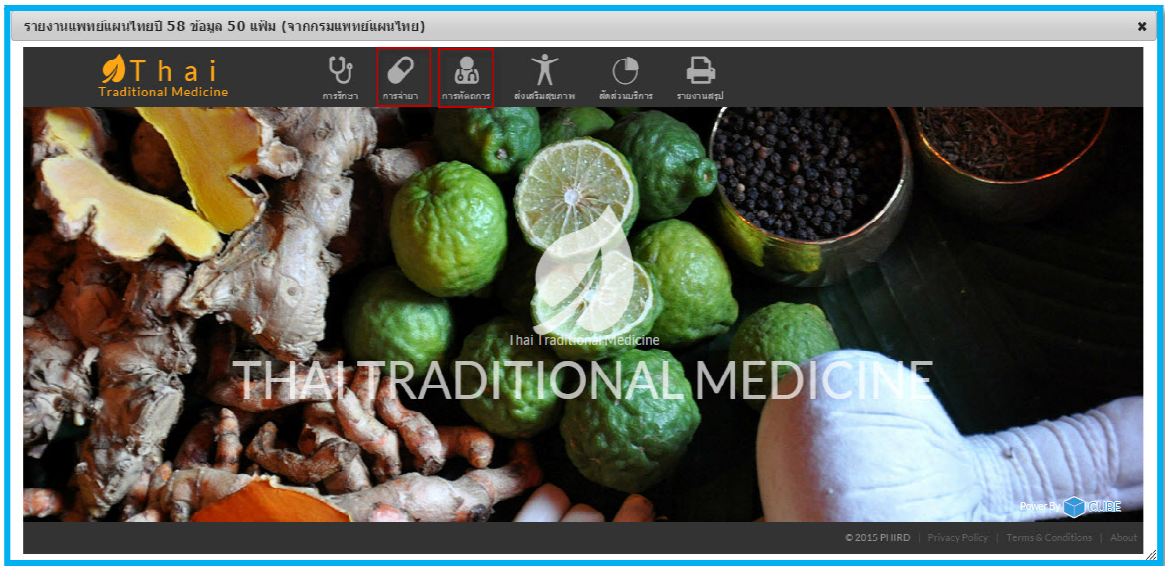 รายงานแพทย์แผนไทยปี 58 ข้อมูล 50 แฟ้ม (จากกรมแพทย์แผนไทย)
Thai
Traditional Medicine
การรักษา
การจ่ายยา
การหัตถการ
ส่งเสริมสุขภาพ
สัดส่วนบริการ
รายงานสรุป
Thai Traditional Medicine
THAI TRADITIONAL MEDICINE
Power By CUBE
© 2015 PHIRD | Privacy Policy | Terms & Conditions | About